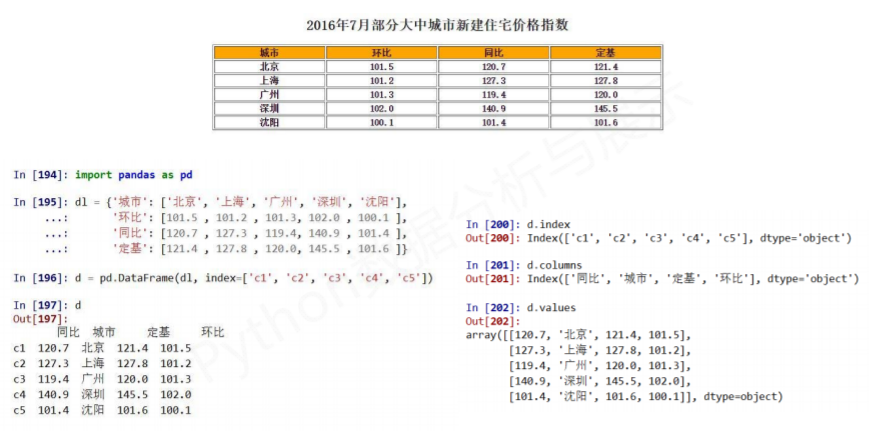 2016年7月部分大中城市新建住宅价格指数
城市 环比 同比 定基
北京 101.5 120.7 121.4
上海 101.2 127.3 127.8
广州 101.3 119.4 120.0
深圳 102.0 140.9 145.5
沈阳 100.1 101.4 101.6
In [194]: import pandas as pd
In [195]: dl = {'城市': ['北京', '上海', '广州', '深圳', '沈阳'],
...: '环比': [101.5 , 101.2 , 101.3, 102.0 , 100.1 ],
...: '同比': [120.7 , 127.3 , 119.4, 140.9 , 101.4 ],
...: '定基': [121.4 , 127.8 , 120.0, 145.5 , 101.6 ]}
In [196]: d = pd.DataFrame(dl, index=['c1', 'c2', 'c3', 'c4', 'c5'])
In [197]: d
Out[197]:
同比 城市 定基 环比
c1 120.7 北京 121.4 101.5
c2 127.3 上海 127.8 101.2
c3 119.4 广州 120.0 101.3
c4 140.9 深圳 145.5 102.0
c5 101.4 沈阳 101.6 100.1
In [200]: d.index
Out[200]: Index(['c1', 'c2', 'c3', 'c4', 'c5'], dtype='object')
In [201]: d.columns
Out[201]: Index(['同比', '城市', '定基', '环比'], dtype='object')
In [202]: d.values
Out[202]:
array([[120.7, '北京', 121.4, 101.5],
[127.3, '上海', 127.8, 101.2],
[119.4, '广州', 120.0, 101.3],
[140.9, '深圳', 145.5, 102.0],
[101.4, '沈阳', 101.6, 100.1]], dtype=object)
Python数据分析与展示